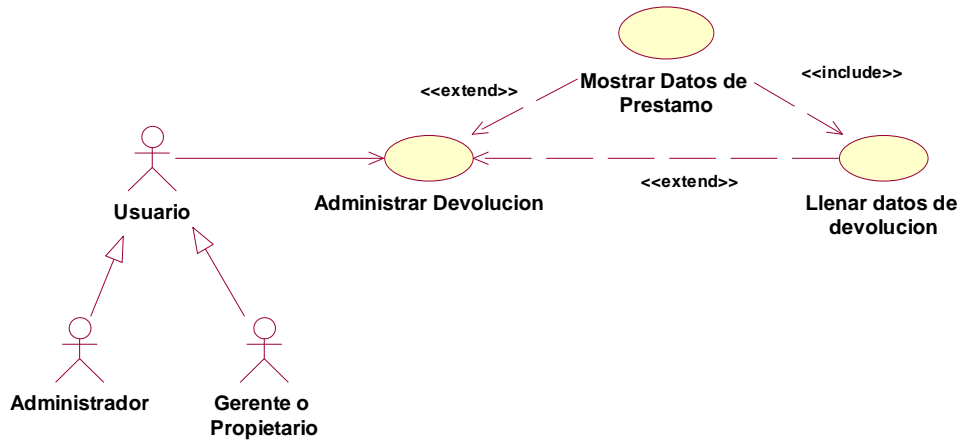 Mostrar Datos de
Prestamo
<<extend>>
<<include>>
Administrar Devolucion
<<extend>>
Llenar datos de
devolucion
Usuario
Administrador
Gerente o
Propietario